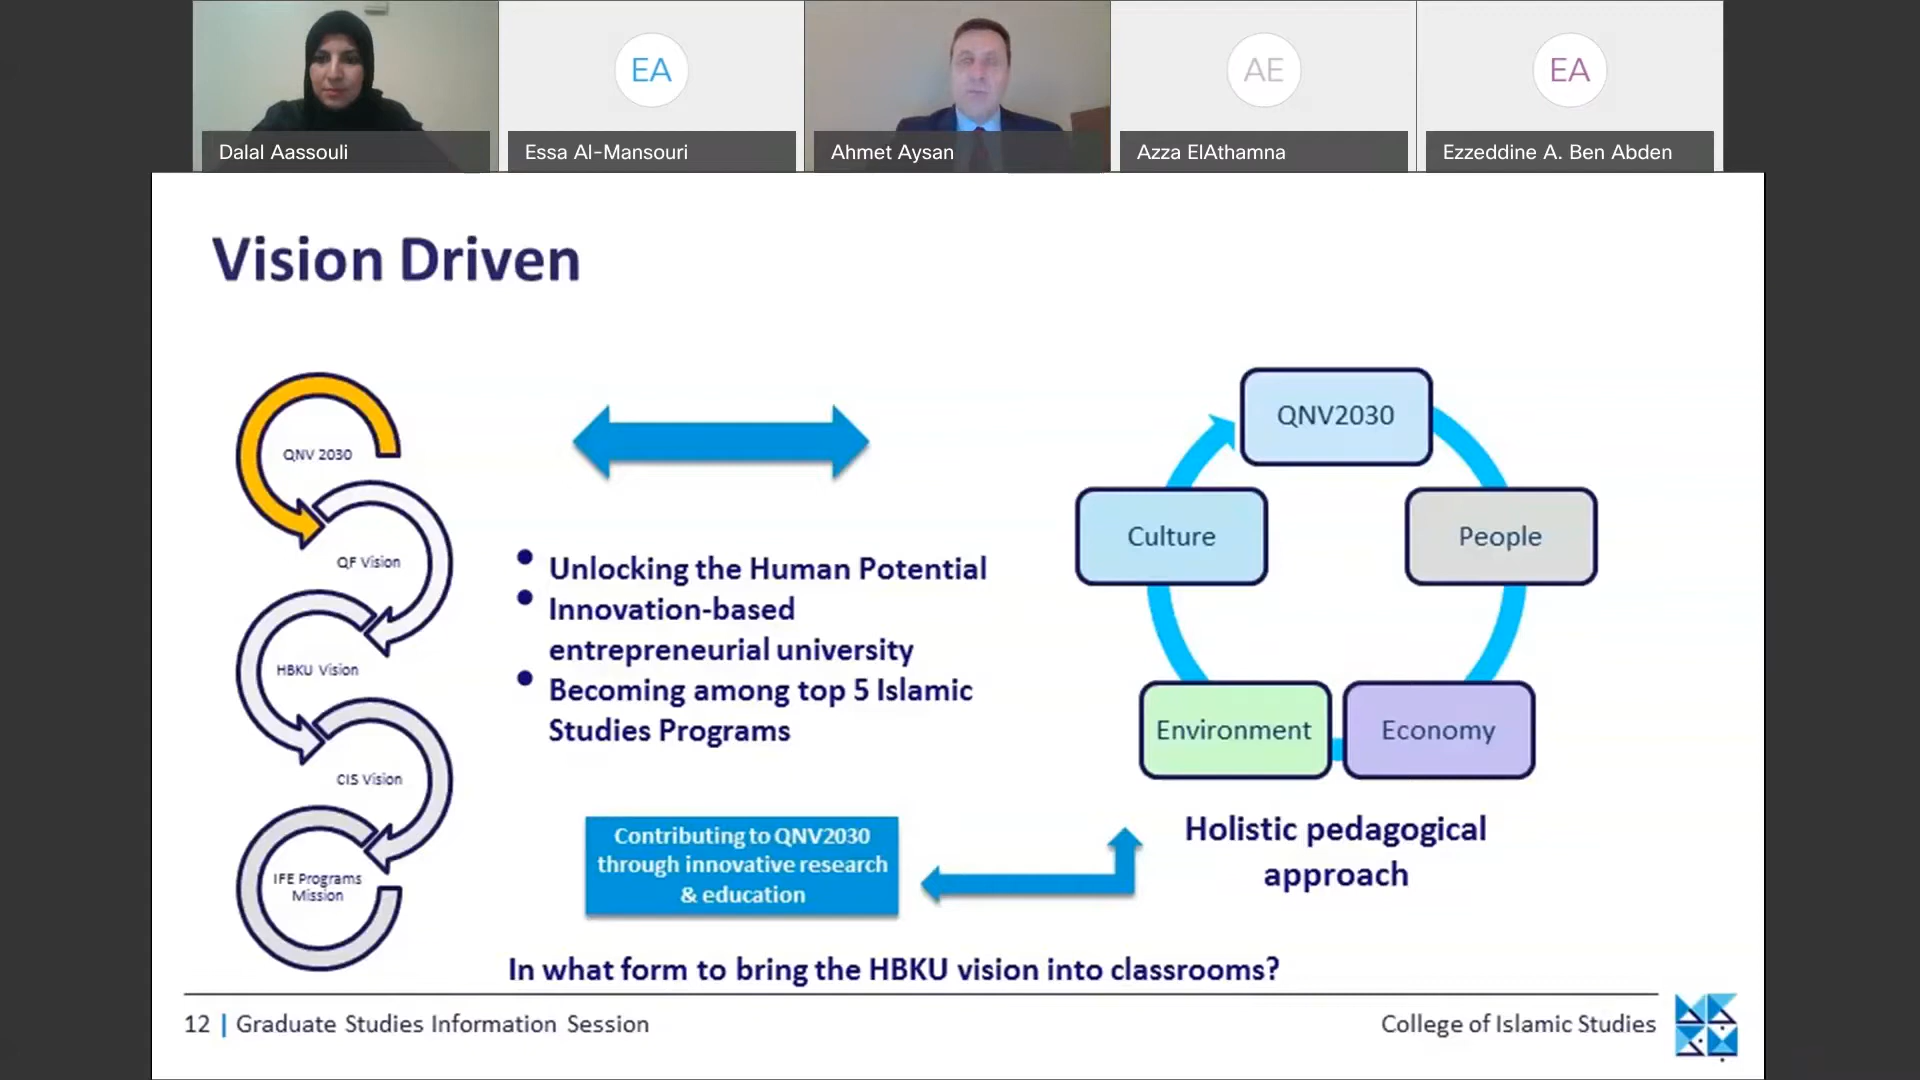 EA
AE
EA
Dalal Aassouli
Essa Al-Mansouri
Ahmet Aysan
Azza ElAthamna
Ezzeddine A. Ben Abden
Vision Driven
QNV 2030
QF Vision
HBKU Vision
CIS Vision
IFE Programs
Mission
• Unlocking the Human Potential
• Innovation-based
entrepreneurial university
• Becoming among top 5 Islamic
Studies Programs
Contributing to QNV2030
through innovative research
& education
QNV2030
People
Economy
Environment
Culture
Holistic pedagogical
approach
In what form to bring the HBKU vision into classrooms?
12 | Graduate Studies Information Session
College of Islamic Studies